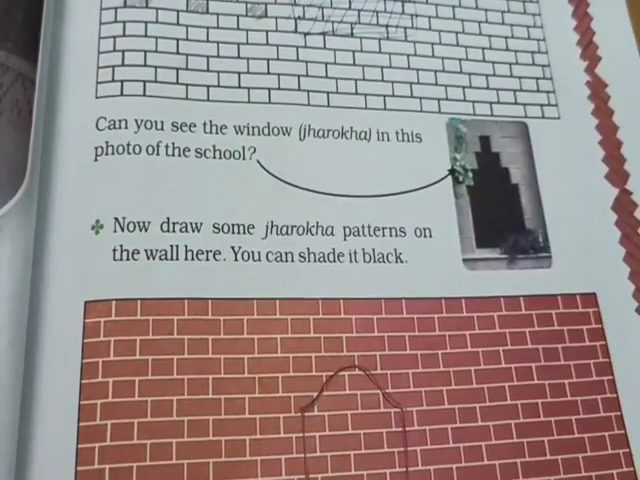 Can you see the window (jharokha) in this
photo of the school?
Now draw some jharokha patterns on
the wall here. You can shade it black.